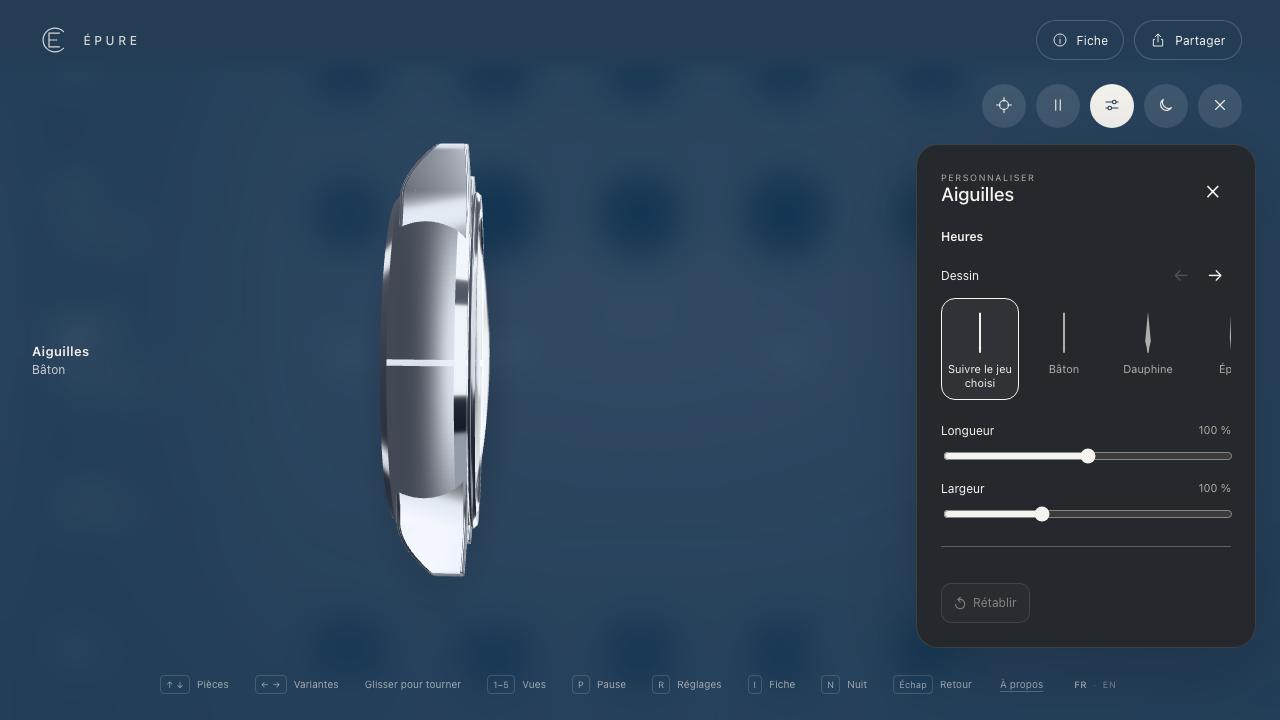 ÉPURE
Fiche
Partager
PERSONNALISER
Aiguilles
Heures
Dessin
Suivre le jeu
choisi
Bâton
Dauphine
Ép
Longueur
100 %
Largeur
100 %
Rétablir
Aiguilles
Bâton
↑ ↓ Pièces
← → Variantes
Glisser pour tourner
1–5 Vues
P Pause
R Réglages
I Fiche
N Nuit
Échap Retour
À propos
FR · EN